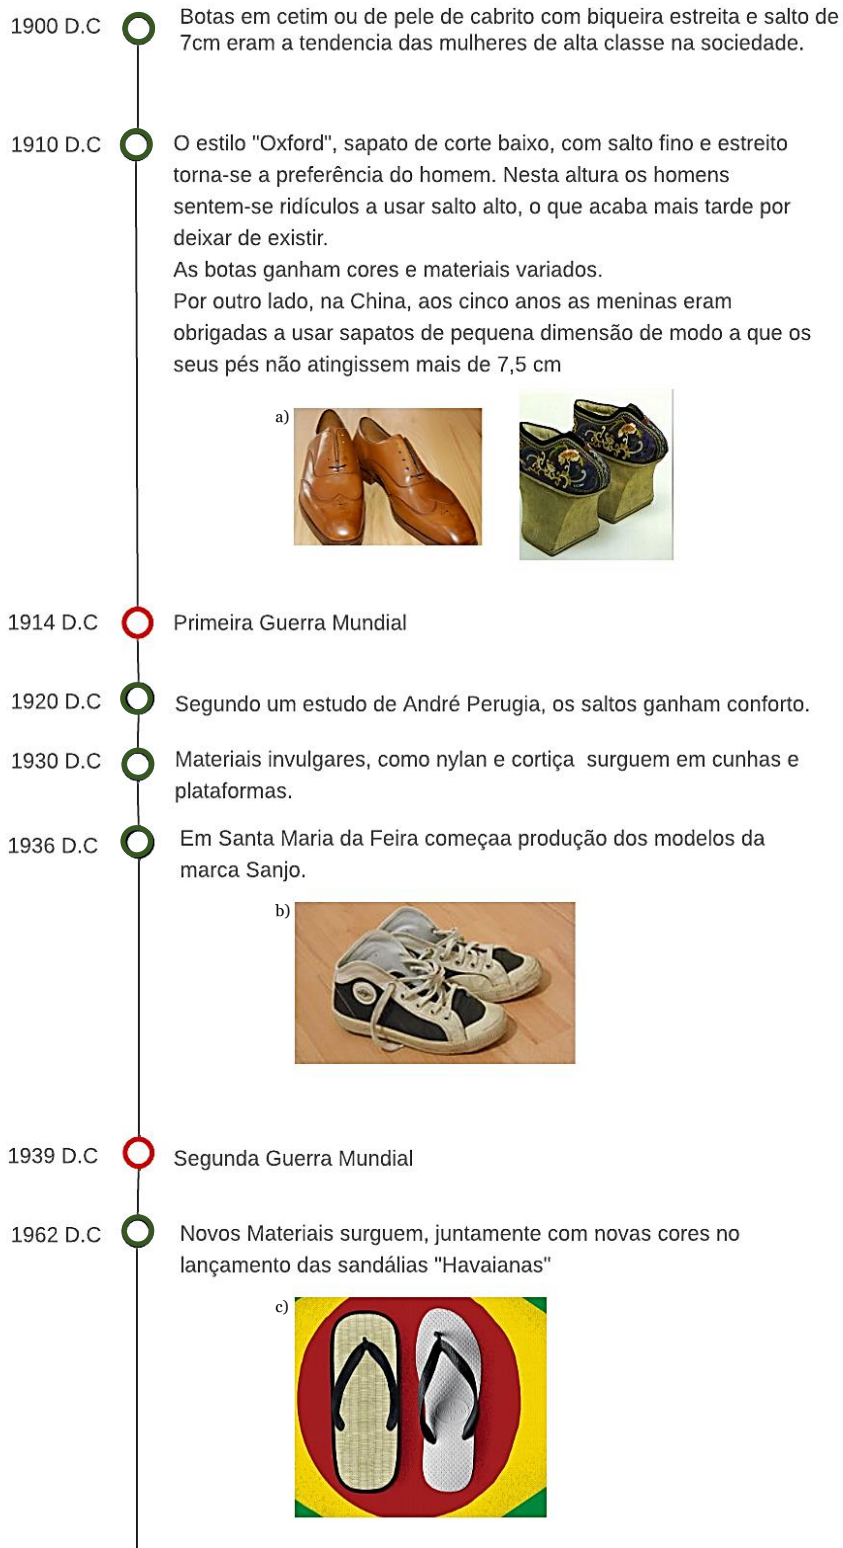 1900 D.C
Botas em cetim ou de pele de cabrito com biqueira estreita e salto de
7cm eram a tendencia das mulheres de alta classe na sociedade.
1910 D.C
O estilo "Oxford", sapato de corte baixo, com salto fino e estreito
torna-se a preferência do homem. Nesta altura os homens
sentem-se ridículos a usar salto alto, o que acaba mais tarde por
deixar de existir.
As botas ganham cores e materiais variados.
Por outro lado, na China, aos cinco anos as meninas eram
obrigadas a usar sapatos de pequena dimensão de modo a que os
seus pés não atingissem mais de 7,5 cm
a)
1914 D.C
Primeira Guerra Mundial
1920 D.C
Segundo um estudo de André Perugia, os saltos ganham conforto.
1930 D.C
Materiais invulgares, como nylan e cortiça  surguem em cunhas e
plataformas.
1936 D.C
Em Santa Maria da Feira começaa produção dos modelos da
marca Sanjo.
b)
1939 D.C
Segunda Guerra Mundial
1962 D.C
Novos Materiais surguem, juntamente com novas cores no
lançamento das sandálias "Havaianas"
c)